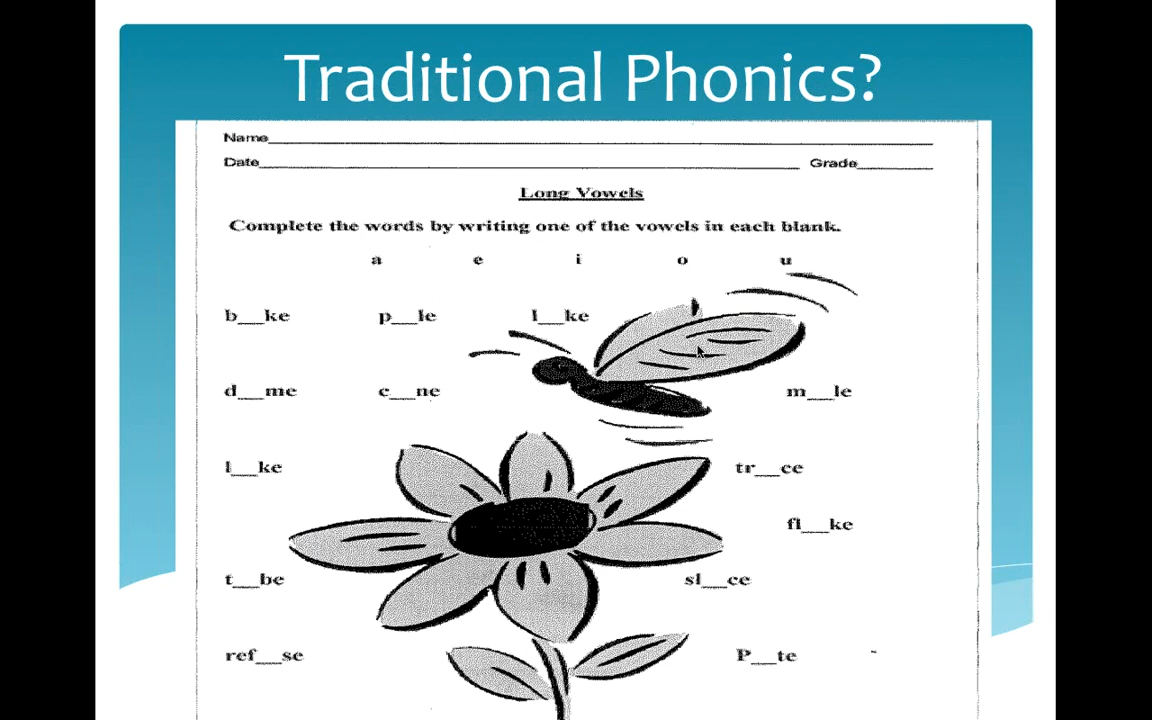 Traditional Phonics?
Name
Date Grade
Long Vowels
Complete the words by writing one of the vowels in each blank.
a e i o u
b__ke p__le l__ke
d__me c__ne m__le
l__ke tr__ce
fl__ke
t__be sl__ce
ref__se P__te